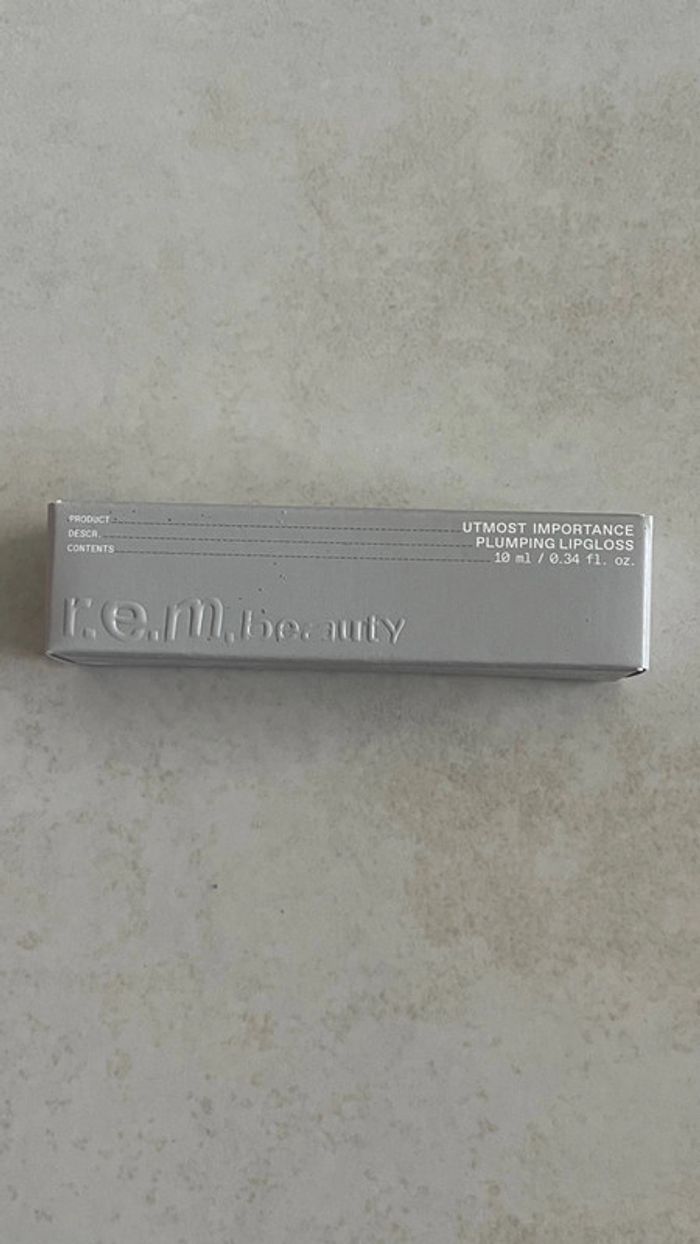 PRODUCT UTMOST IMPORTANCE
DESCR. PLUMPING LIPGLOSS
CONTENTS 10 ml / 0.34 fl. oz.
r.e.m.beauty